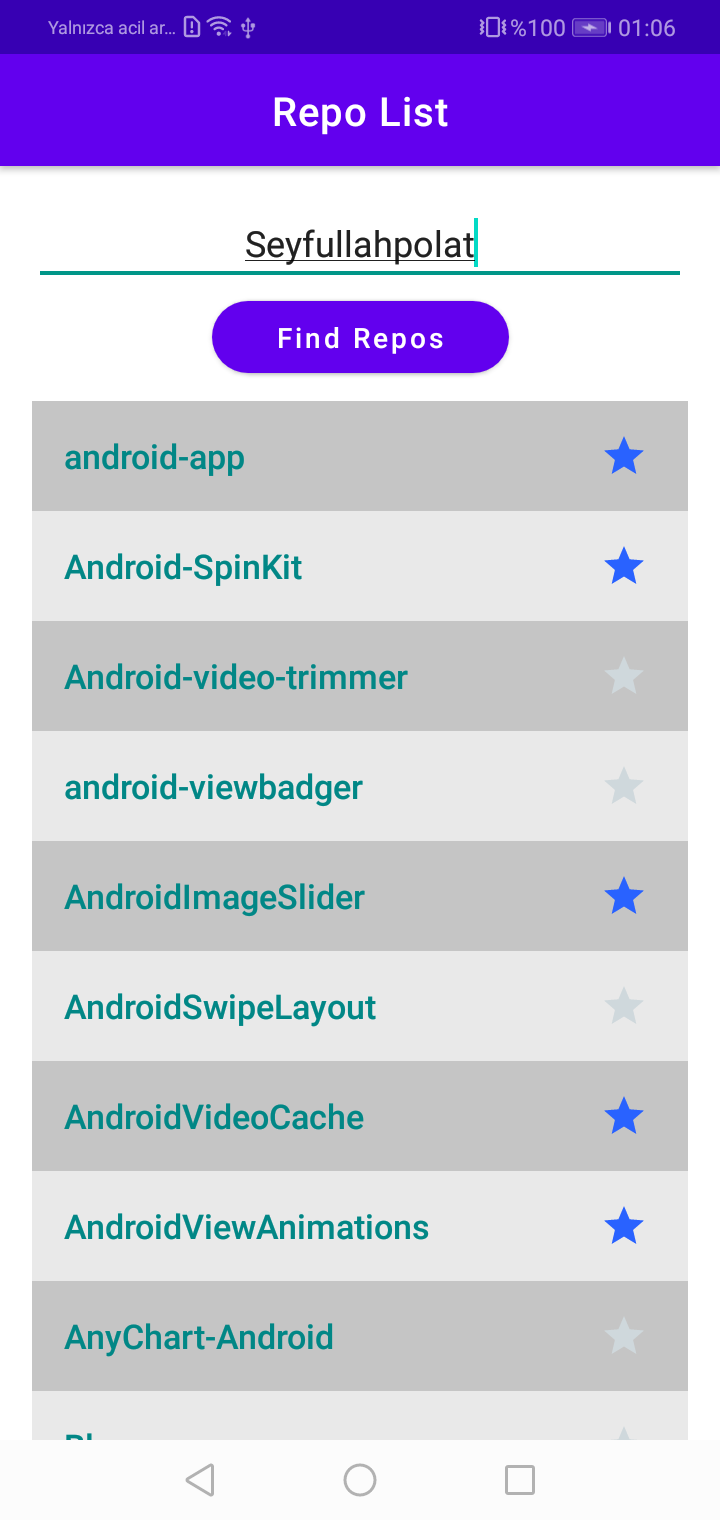 Yalnızca acil ar... %100 01:06
Repo List
Seyfullahpolat
Find Repos
android-app
Android-SpinKit
Android-video-trimmer
android-viewbadger
AndroidImageSlider
AndroidSwipeLayout
AndroidVideoCache
AndroidViewAnimations
AnyChart-Android